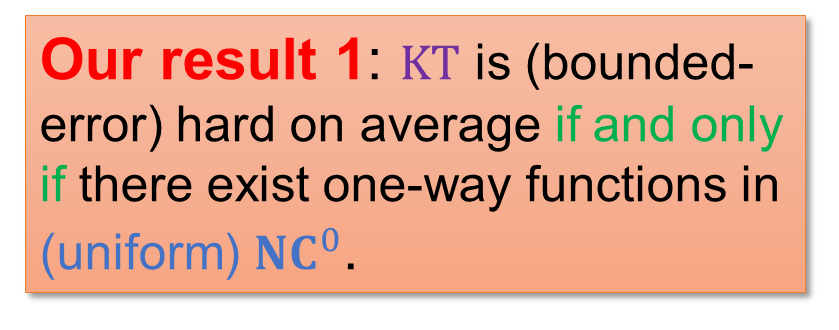 Our result 1: KT is (bounded-
error) hard on average if and only
if there exist one-way functions in
(uniform) NC⁰.